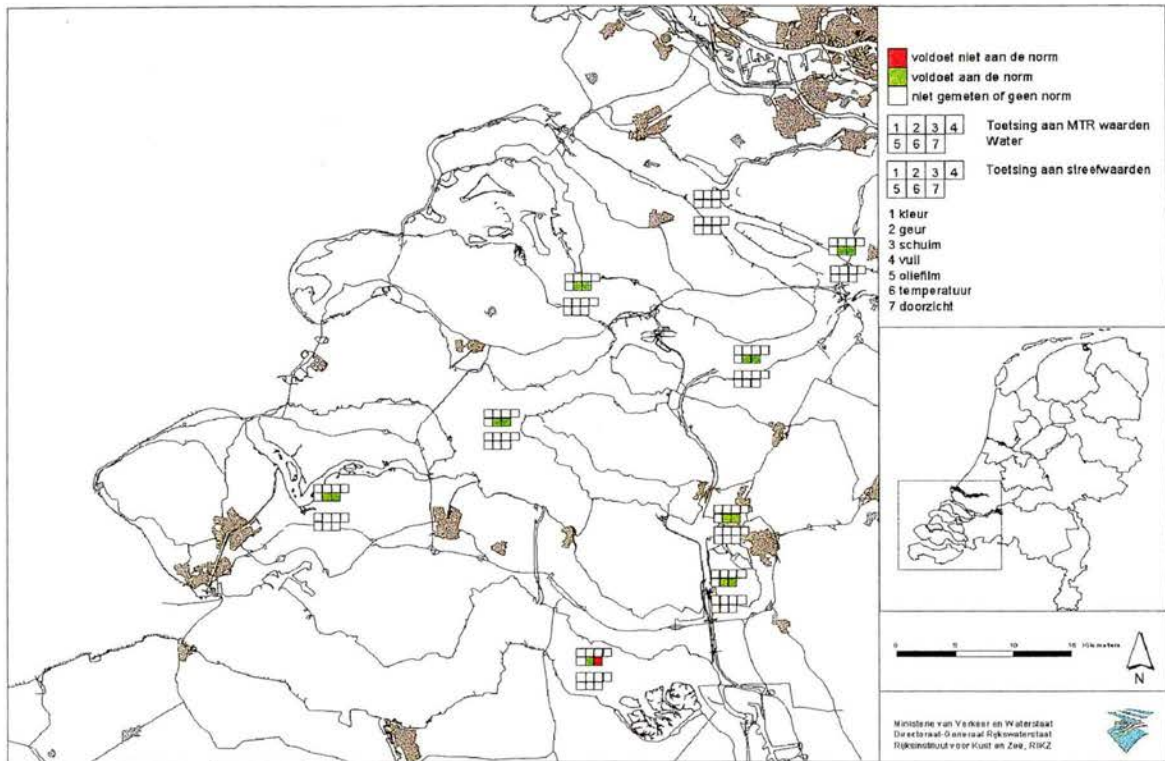 voldoet niet aan de norm
voldoet aan de norm
niet gemeten of geen norm
1 2 3 4 Toetsing aan MTR waarden
5 6 7 Water
1 2 3 4 Toetsing aan streefwaarden
5 6 7
1 kleur
2 geur
3 schuim
4 vuil
5 oliefilm
6 temperatuur
7 doorzicht
0 5 10 15 Kilometers
N
Ministerie van Verkeer en Waterstaat
Directoraat-Generaal Rijkswaterstaat
Rijksinstituut voor Kust en Zee, RIKZ